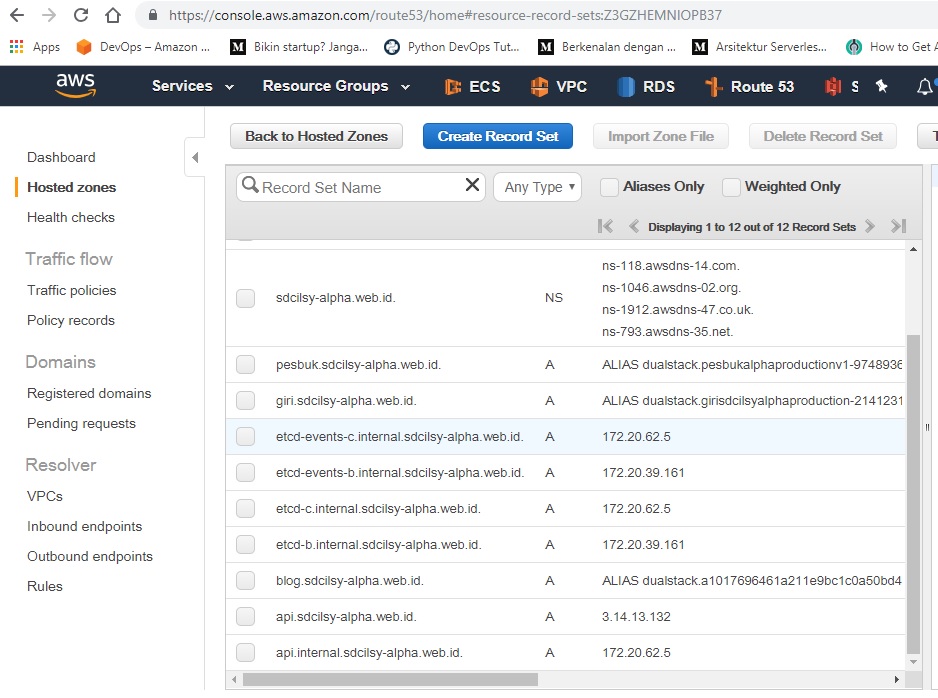 https://console.aws.amazon.com/route53/home#resource-record-sets:Z3GZHEMNIOPB37
Apps DevOps – Amazon ... Bikin startup? Janga... Python DevOps Tut... Berkenalan dengan ... Arsitektur Serverles... How to Get A
aws Services Resource Groups ECS VPC RDS Route 53 S
Back to Hosted Zones Create Record Set Import Zone File Delete Record Set T
Dashboard
Hosted zones
Health checks
Traffic flow
Traffic policies
Policy records
Domains
Registered domains
Pending requests
Resolver
VPCs
Inbound endpoints
Outbound endpoints
Rules
Record Set Name Any Type Aliases Only Weighted Only
Displaying 1 to 12 out of 12 Record Sets
ns-118.awsdns-14.com.
sdcilsy-alpha.web.id. NS ns-1046.awsdns-02.org.
ns-1912.awsdns-47.co.uk.
ns-793.awsdns-35.net.
pesbuk.sdcilsy-alpha.web.id. A ALIAS dualstack.pesbukalphaproductionv1-9748936
giri.sdcilsy-alpha.web.id. A ALIAS dualstack.girisdcilsyalphaproduction-2141231
etcd-events-c.internal.sdcilsy-alpha.web.id. A 172.20.62.5
etcd-events-b.internal.sdcilsy-alpha.web.id. A 172.20.39.161
etcd-c.internal.sdcilsy-alpha.web.id. A 172.20.62.5
etcd-b.internal.sdcilsy-alpha.web.id. A 172.20.39.161
blog.sdcilsy-alpha.web.id. A ALIAS dualstack.a1017696461a211e9bc1c0a50bd4
api.sdcilsy-alpha.web.id. A 3.14.13.132
api.internal.sdcilsy-alpha.web.id. A 172.20.62.5